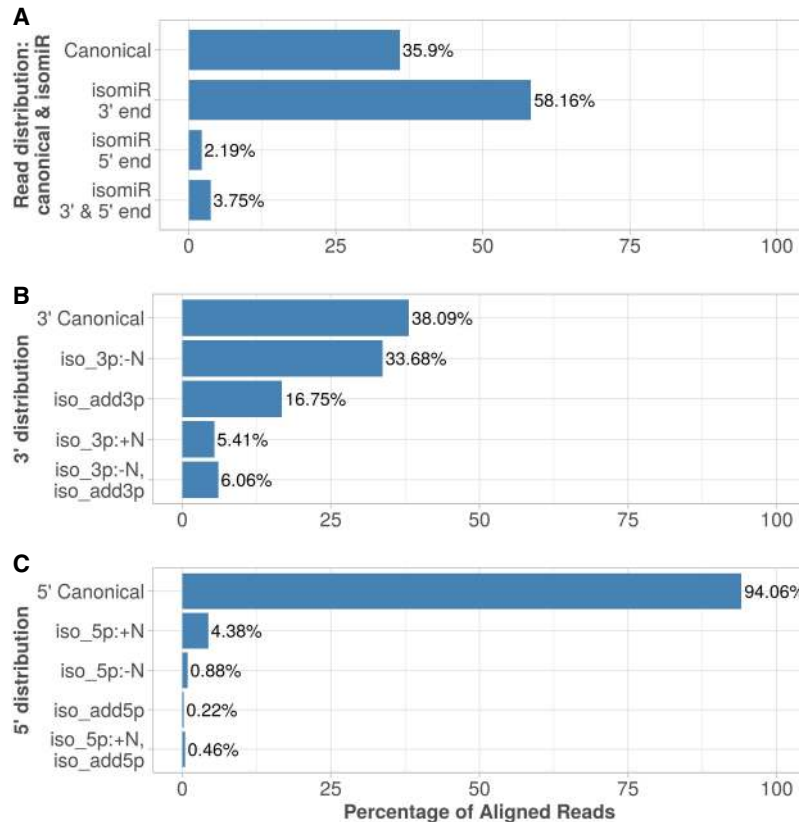 A
Read distribution:
canonical & isomiR
Canonical
35.9%
isomiR
3' end
58.16%
isomiR
5' end
2.19%
isomiR
3' & 5' end
3.75%
0 25 50 75 100
B
3' distribution
3' Canonical
38.09%
iso_3p:-N
33.68%
iso_add3p
16.75%
iso_3p:+N
5.41%
iso_3p:-N,
iso_add3p
6.06%
0 25 50 75 100
C
5' distribution
5' Canonical
94.06%
iso_5p:+N
4.38%
iso_5p:-N
0.88%
iso_add5p
0.22%
iso_5p:+N,
iso_add5p
0.46%
0 25 50 75 100
Percentage of Aligned Reads